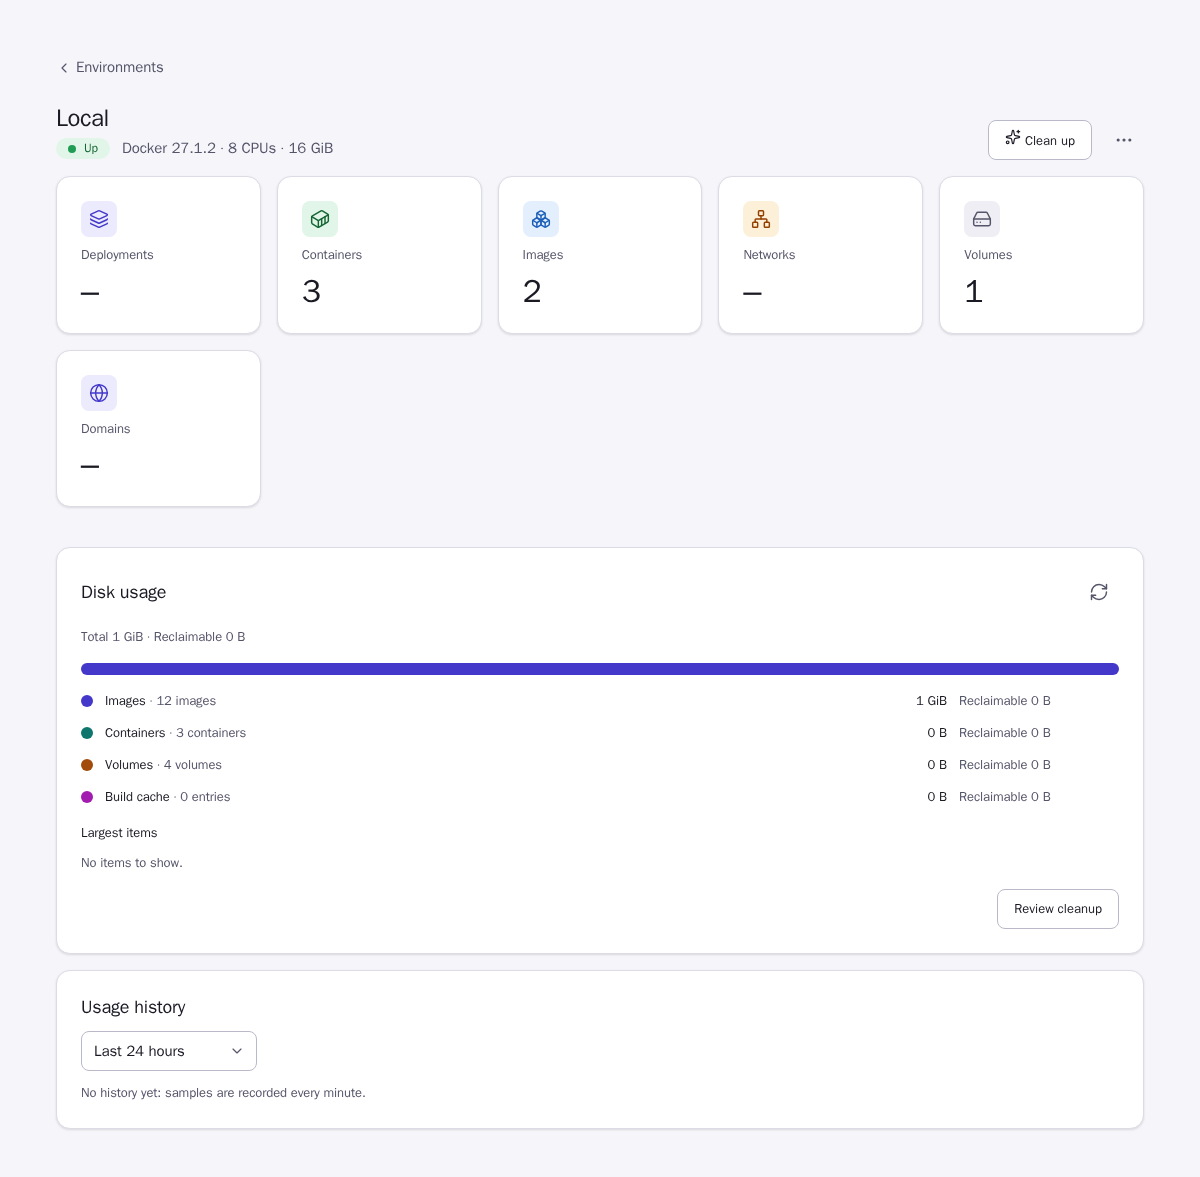 Environments
Local
Up Docker 27.1.2 · 8 CPUs · 16 GiB
Clean up
Deployments
–
Containers
3
Images
2
Networks
–
Volumes
1
Domains
–
Disk usage
Total 1 GiB · Reclaimable 0 B
Images · 12 images 1 GiB Reclaimable 0 B
Containers · 3 containers 0 B Reclaimable 0 B
Volumes · 4 volumes 0 B Reclaimable 0 B
Build cache · 0 entries 0 B Reclaimable 0 B
Largest items
No items to show.
Review cleanup
Usage history
Last 24 hours
No history yet: samples are recorded every minute.